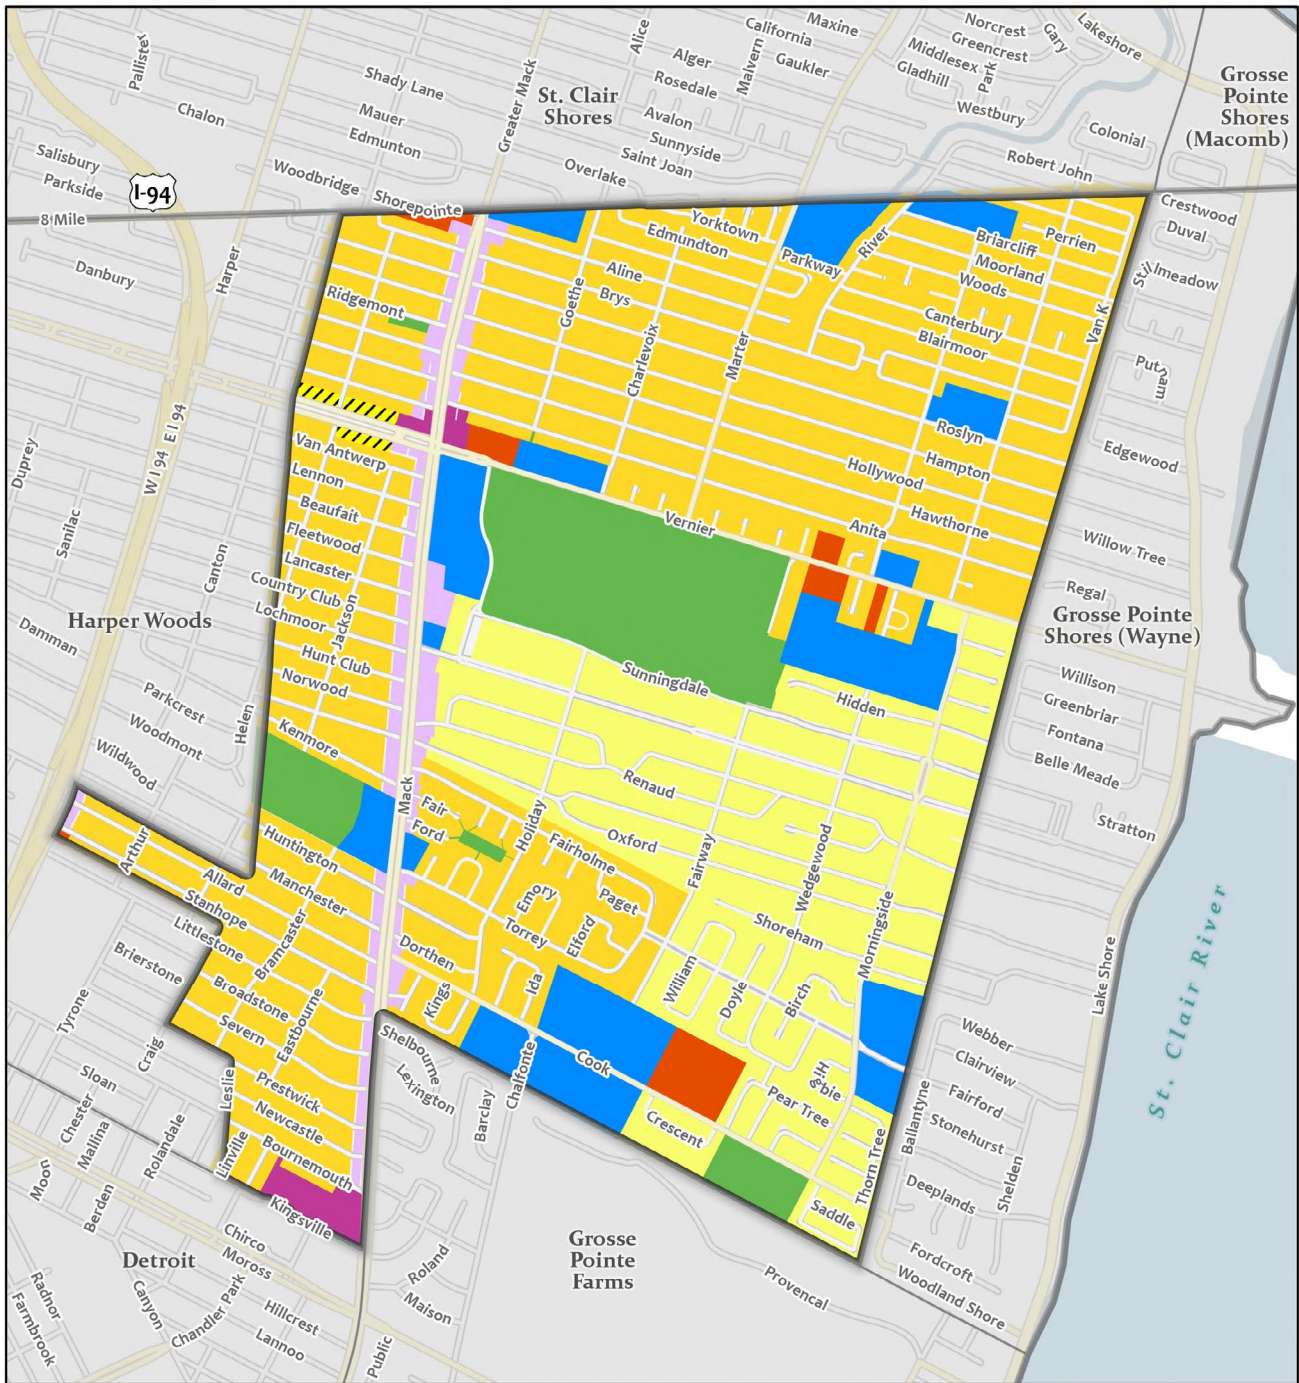 Maxine
California
Norcrest
Greencrest
Gary
Lakeshore
Middlesex
Park
Gladhill
Pallister
Alice
Alger
Malvern
Gaukler
Rosedale
Shady Lane
Greater Mack
St. Clair
Shores
Grosse
Pointe
Shores
(Macomb)
Chalon
Mauer
Edmunton
Avalon
Sunnyside
Saint Joan
Westbury
Colonial
Salisbury
Parkside
I-94
Woodbridge
Overlake
Robert John
8 Mile
Shorepointe
Yorktown
Edmundton
Crestwood
Duval
Danbury
Harper
Parkway
River
Briarcliff
Perrien
Moorland
Woods
Aline
Brys
Goethe
Ridgemont
Charlevoix
Marter
Canterbury
Blairmoor
Van K
Roslyn
Hampton
Hollywood
Hawthorne
Anita
Vernier
Edgewood
Willow Tree
Regal
W I 94 E I 94
Duprey
Sanilac
Canton
Van Antwerp
Lennon
Beaufait
Fleetwood
Lancaster
Country Club
Lochmoor
Jackson
Harper Woods
Damman
Hunt Club
Norwood
Kenmore
Helen
Parkcrest
Woodmont
Wildwood
Grosse Pointe
Shores (Wayne)
Sunningdale
Hidden
Willison
Greenbriar
Fontana
Belle Meade
Stratton
Renaud
Oxford
Mack
Fair
Ford
Holiday
Fairholme
Fairway
Wedgewood
Morningside
Arthur
Huntington
Allard
Manchester
Stanhope
Littlestone
Bramcaster
Emory
Paget
Torrey
Elford
Shoreham
Dorthen
Ida
Kings
William
Doyle
Birch
Brierstone
Broadstone
Eastbourne
Severn
Tyrone
Craig
Lake Shore
St. Clair River
Webber
Clairview
Fairford
Stonehurst
Ballantyne
Shelden
Deeplands
Shelbourne
Lexington
Barclay
Chalfonte
Cook
Crescent
Pear Tree
Thorn Tree
Saddle
Sloan
Leslie
Prestwick
Newcastle
Bournemouth
Linville
Kingsville
Chester
Mallina
Rolandale
Berden
Chirco
Moross
Detroit
Grosse
Pointe
Farms
Roland
Maison
Provencal
Fordcroft
Woodland Shore
Radnor
Farmbrook
Canyon
Chandler Park
Hillcrest
Lannoo
Public